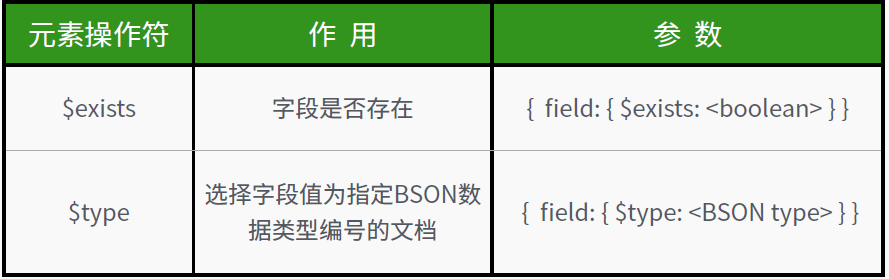 元素操作符 作 用 参 数
$exists 字段是否存在 { field: { $exists: <boolean> } }
选择字段值为指定BSON数
$type { field: { $type: <BSON type> } }
据类型编号的文档